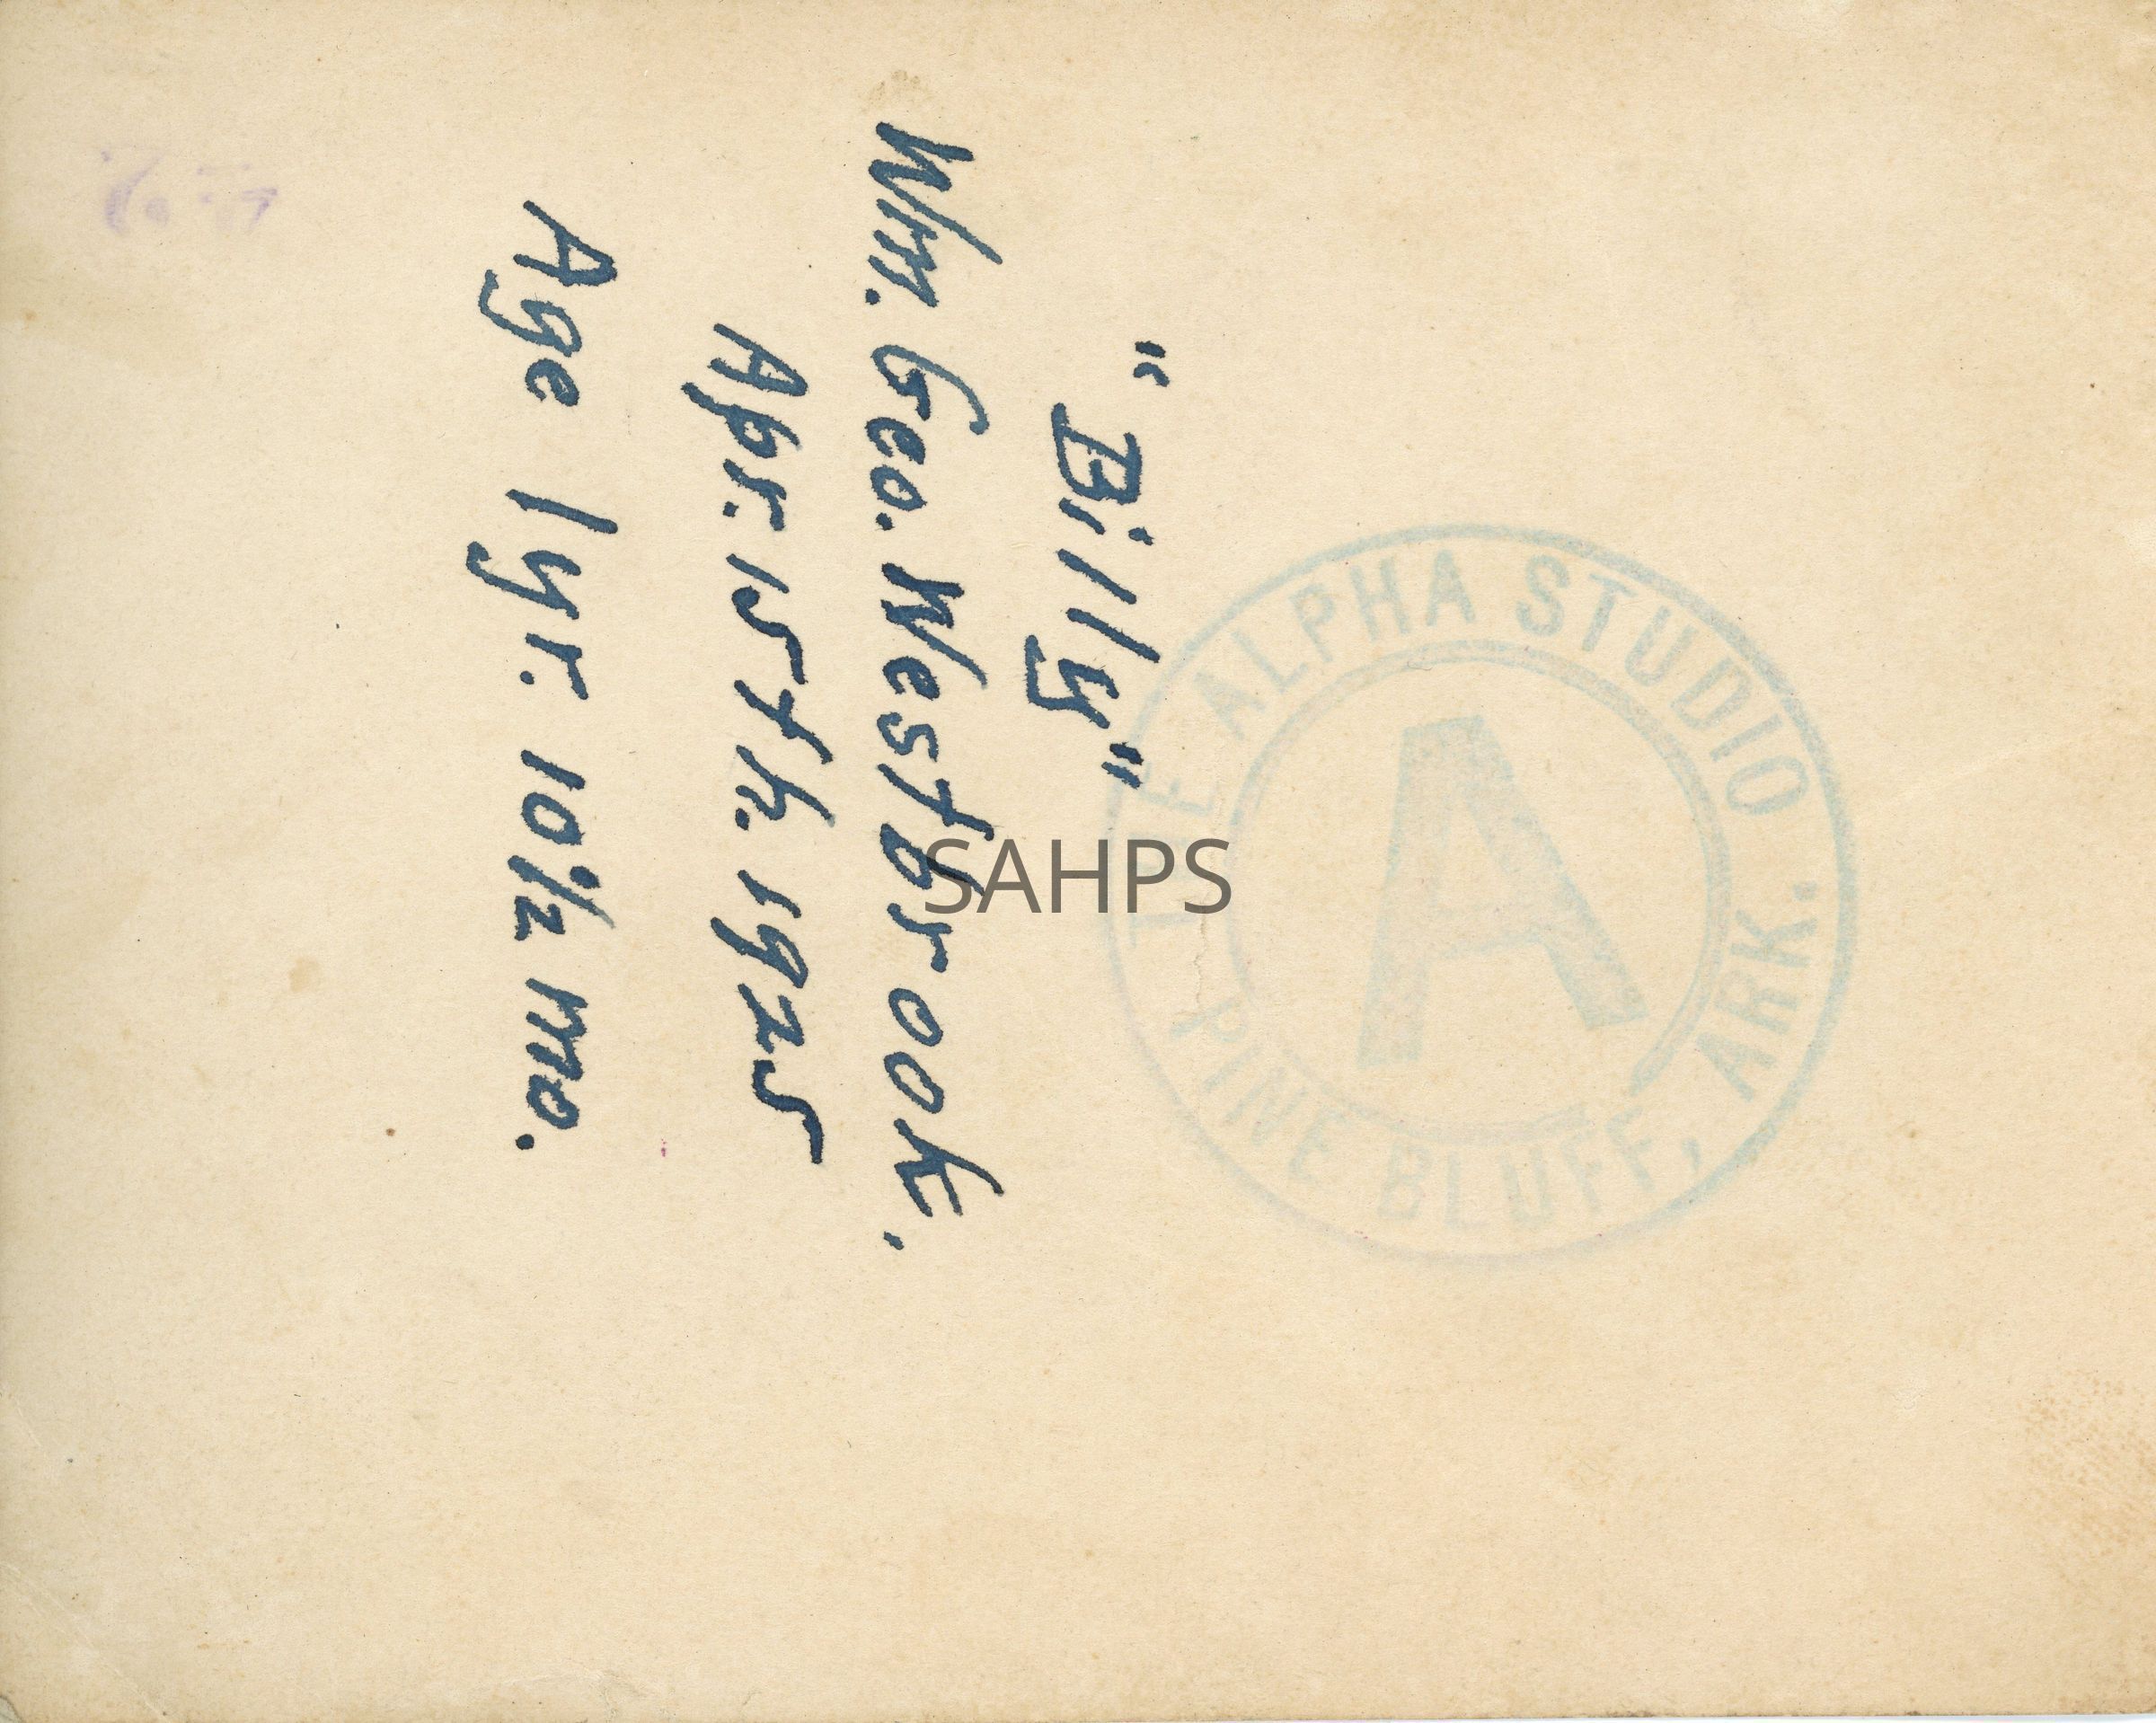 "Billy"
Wm. Geo. Westbrook.
Apr. 15th. 1925
Age 1 yr. 10½ mo.
THE ALPHA STUDIO
A
PINE BLUFF, ARK.
SAHPS